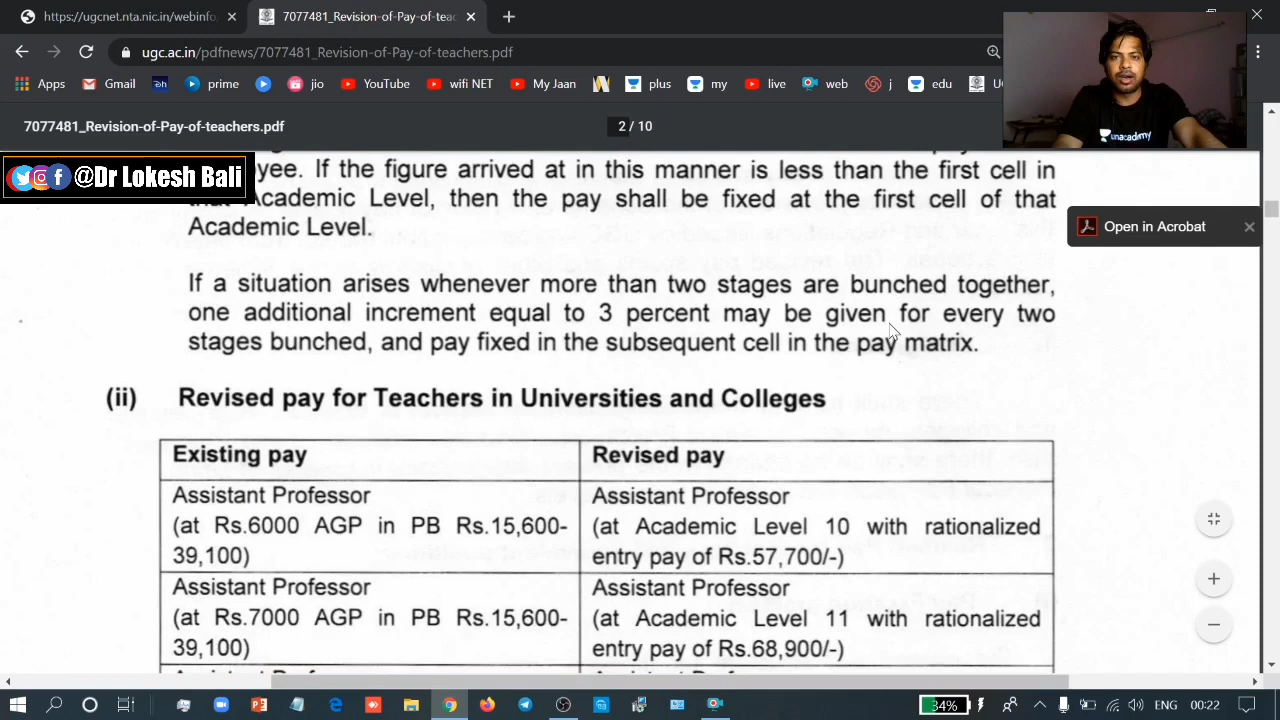 https://ugcnet.nta.nic.in/webinfo
7077481_Revision-of-Pay-of-teac
ugc.ac.in/pdfnews/7077481_Revision-of-Pay-of-teachers.pdf
Apps Gmail prime jio YouTube wifi NET My Jaan plus my live web j edu
7077481_Revision-of-Pay-of-teachers.pdf 2 / 10
unacademy
@Dr Lokesh Bali
Open in Acrobat
yee. If the figure arrived at in this manner is less than the first cell in
that Academic Level, then the pay shall be fixed at the first cell of that
Academic Level.
If a situation arises whenever more than two stages are bunched together,
one additional increment equal to 3 percent may be given for every two
stages bunched, and pay fixed in the subsequent cell in the pay matrix.
(ii) Revised pay for Teachers in Universities and Colleges
Existing pay Revised pay
Assistant Professor Assistant Professor
(at Rs.6000 AGP in PB Rs.15,600- (at Academic Level 10 with rationalized
39,100) entry pay of Rs.57,700/-)
Assistant Professor Assistant Professor
(at Rs.7000 AGP in PB Rs.15,600- (at Academic Level 11 with rationalized
39,100) entry pay of Rs.68,900/-)
34% 00:22